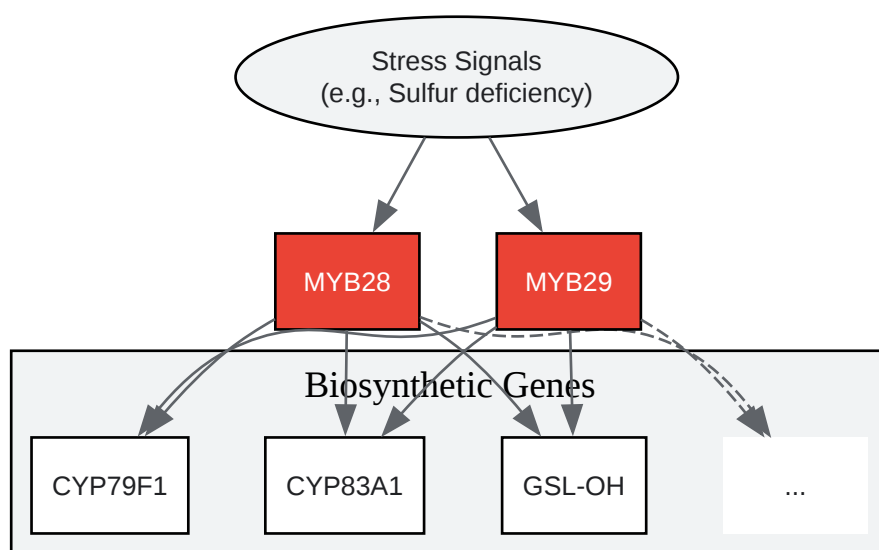 Stress Signals
(e.g., Sulfur deficiency)
MYB28
MYB29
Biosynthetic Genes
CYP79F1
CYP83A1
GSL-OH
...